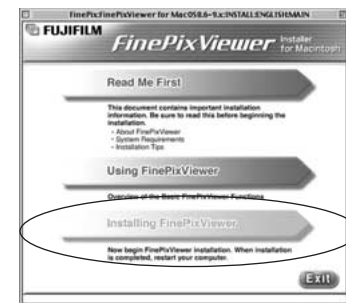 FinePix:FinePixViewer for MacOS8.6-9.x:INSTALL:ENGLISH:MAIN
FUJIFILM
FinePixViewer Installer for Macintosh
Read Me First
This document contains important installation
information. Be sure to read this before beginning the
installation.
- About FinePixViewer
- System Requirements
- Installation Tips
Using FinePixViewer
Overview of the Basic FinePixViewer Functions
Installing FinePixViewer
Now begin FinePixViewer installation. When installation
is completed, restart your computer.
Exit